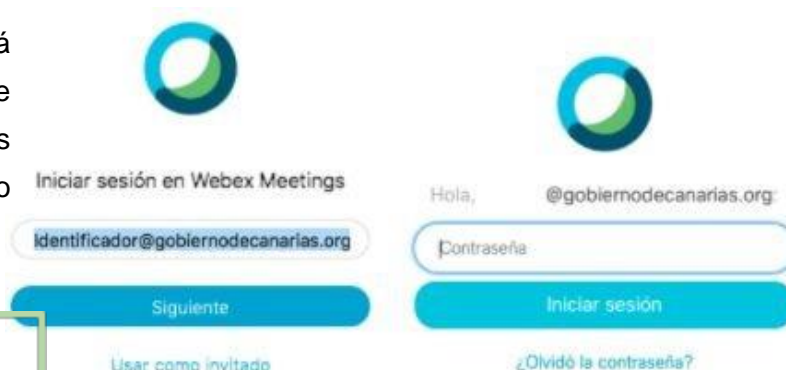 á
e
s
o
Iniciar sesión en Webex Meetings
Identificador@gobiernodecanarias.org
Siguiente
Usar como invitado
Hola, @gobiernodecanarias.org:
Contraseña
Iniciar sesión
¿Olvidó la contraseña?